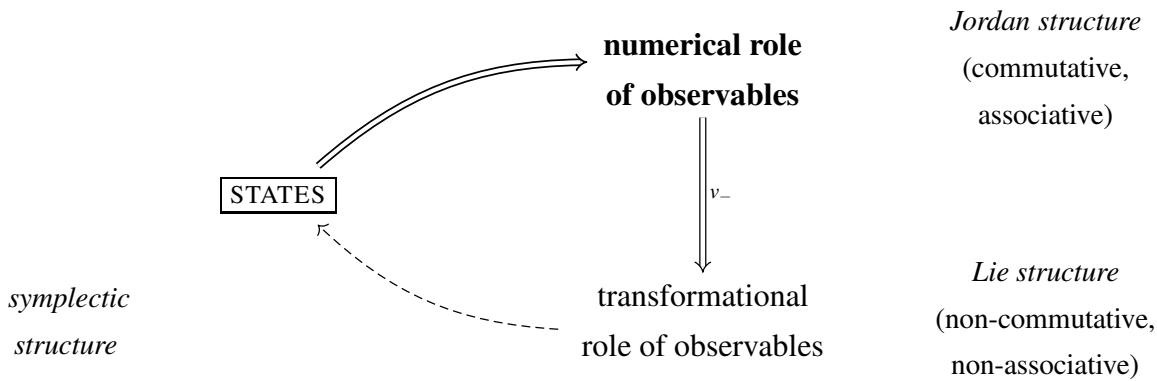 numerical role
of observables
Jordan structure
(commutative,
associative)
STATES
v−
symplectic
structure
transformational
role of observables
Lie structure
(non-commutative,
non-associative)